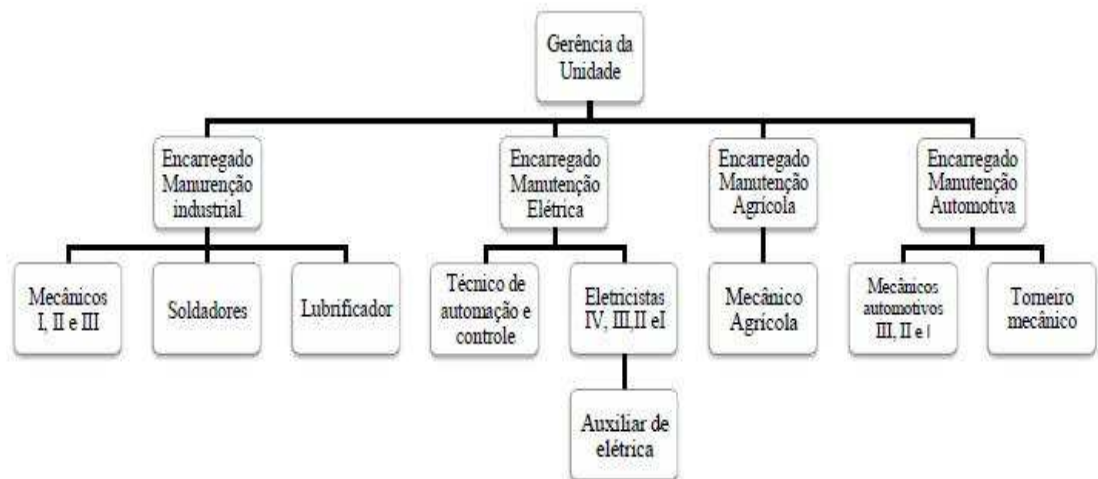 Gerência da
Unidade
Encarregado
Manurenção
industrial
Encarregado
Manutenção
Elétrica
Encarregado
Manutenção
Agrícola
Encarregado
Manutenção
Automotiva
Mecânicos
I, II e III
Soldadores
Lubrificador
Técnico de
automação e
controle
Eletricistas
IV, III,II eI
Mecânico
Agrícola
Mecânicos
automotivos
III, II e I
Torneiro
mecânico
Auxiliar de
elétrica